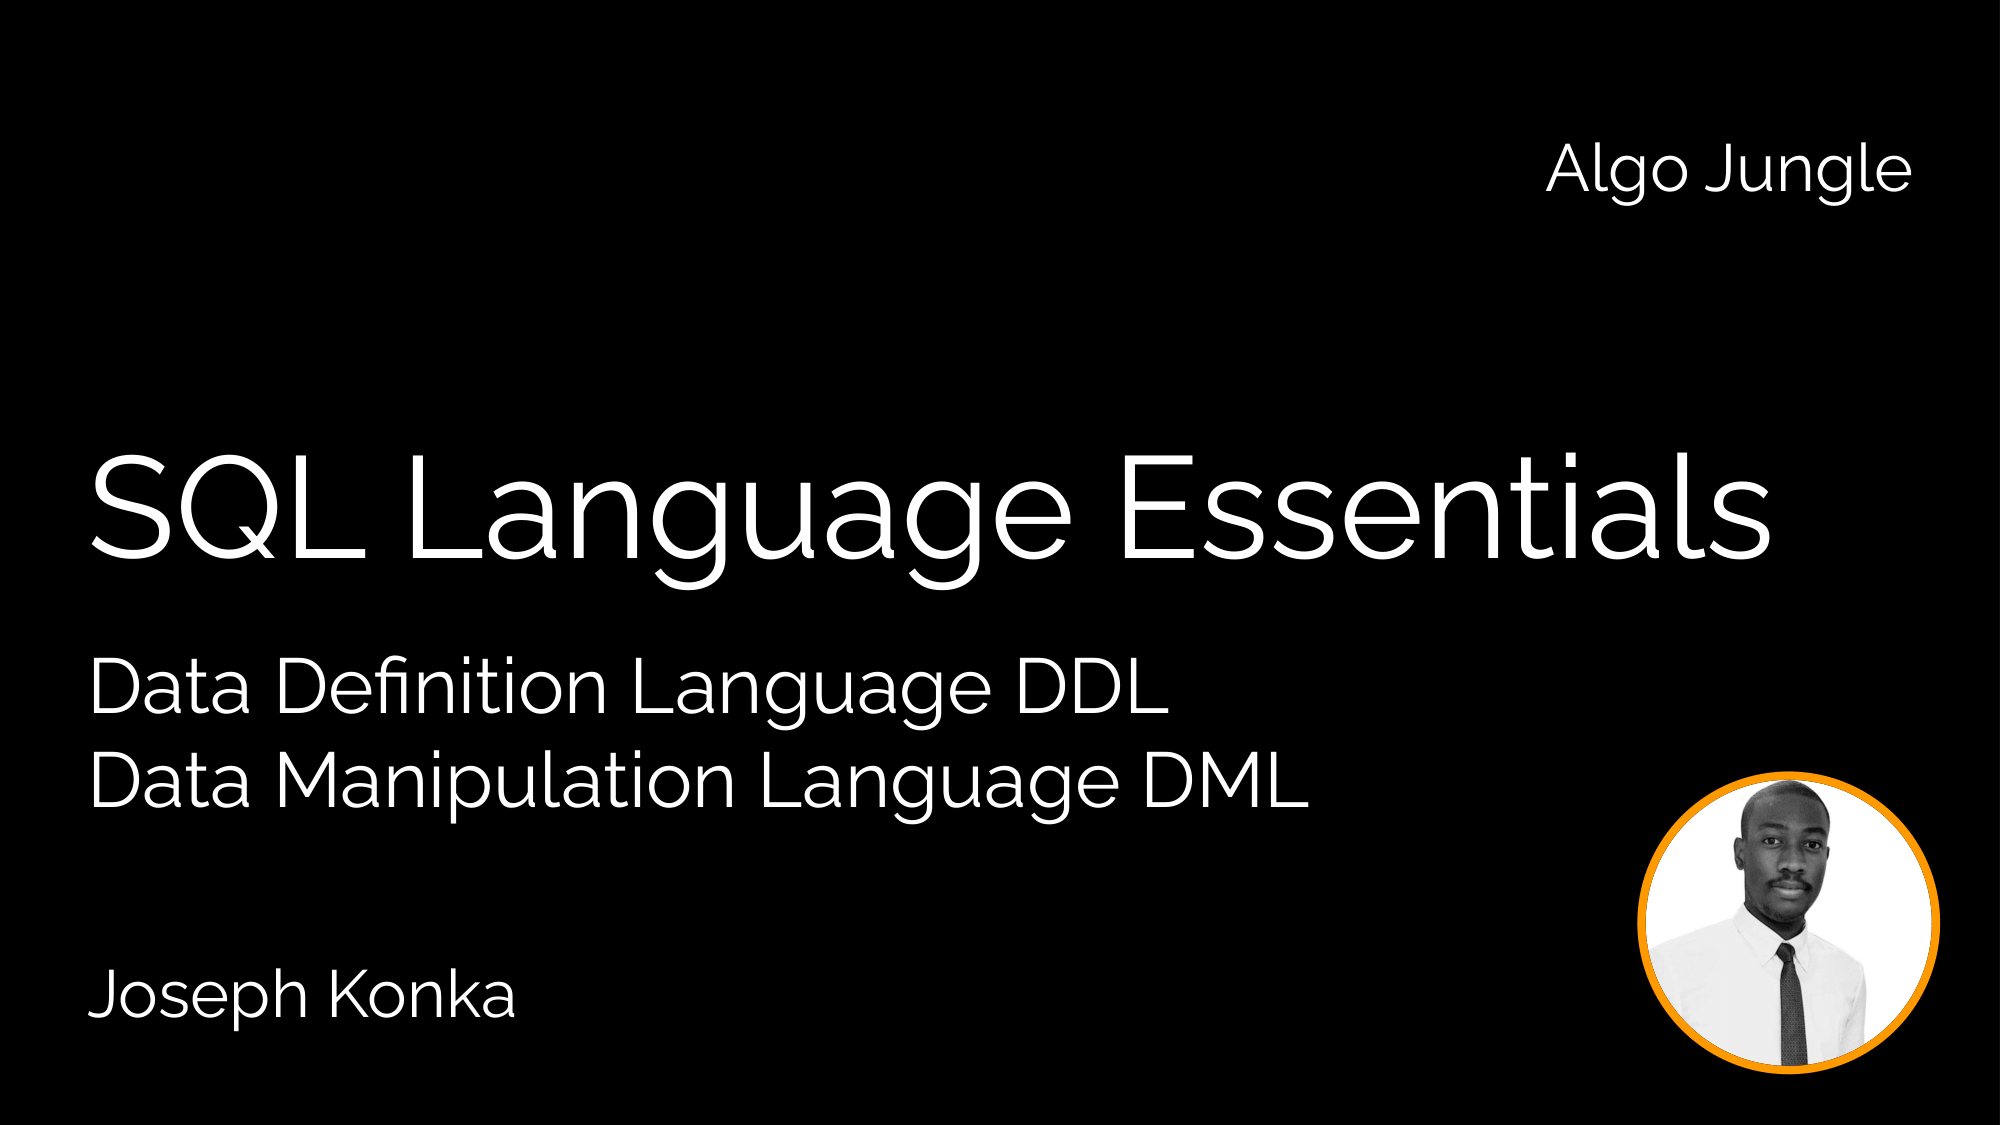 Algo Jungle
SQL Language Essentials
Data Definition Language DDL
Data Manipulation Language DML
Joseph Konka